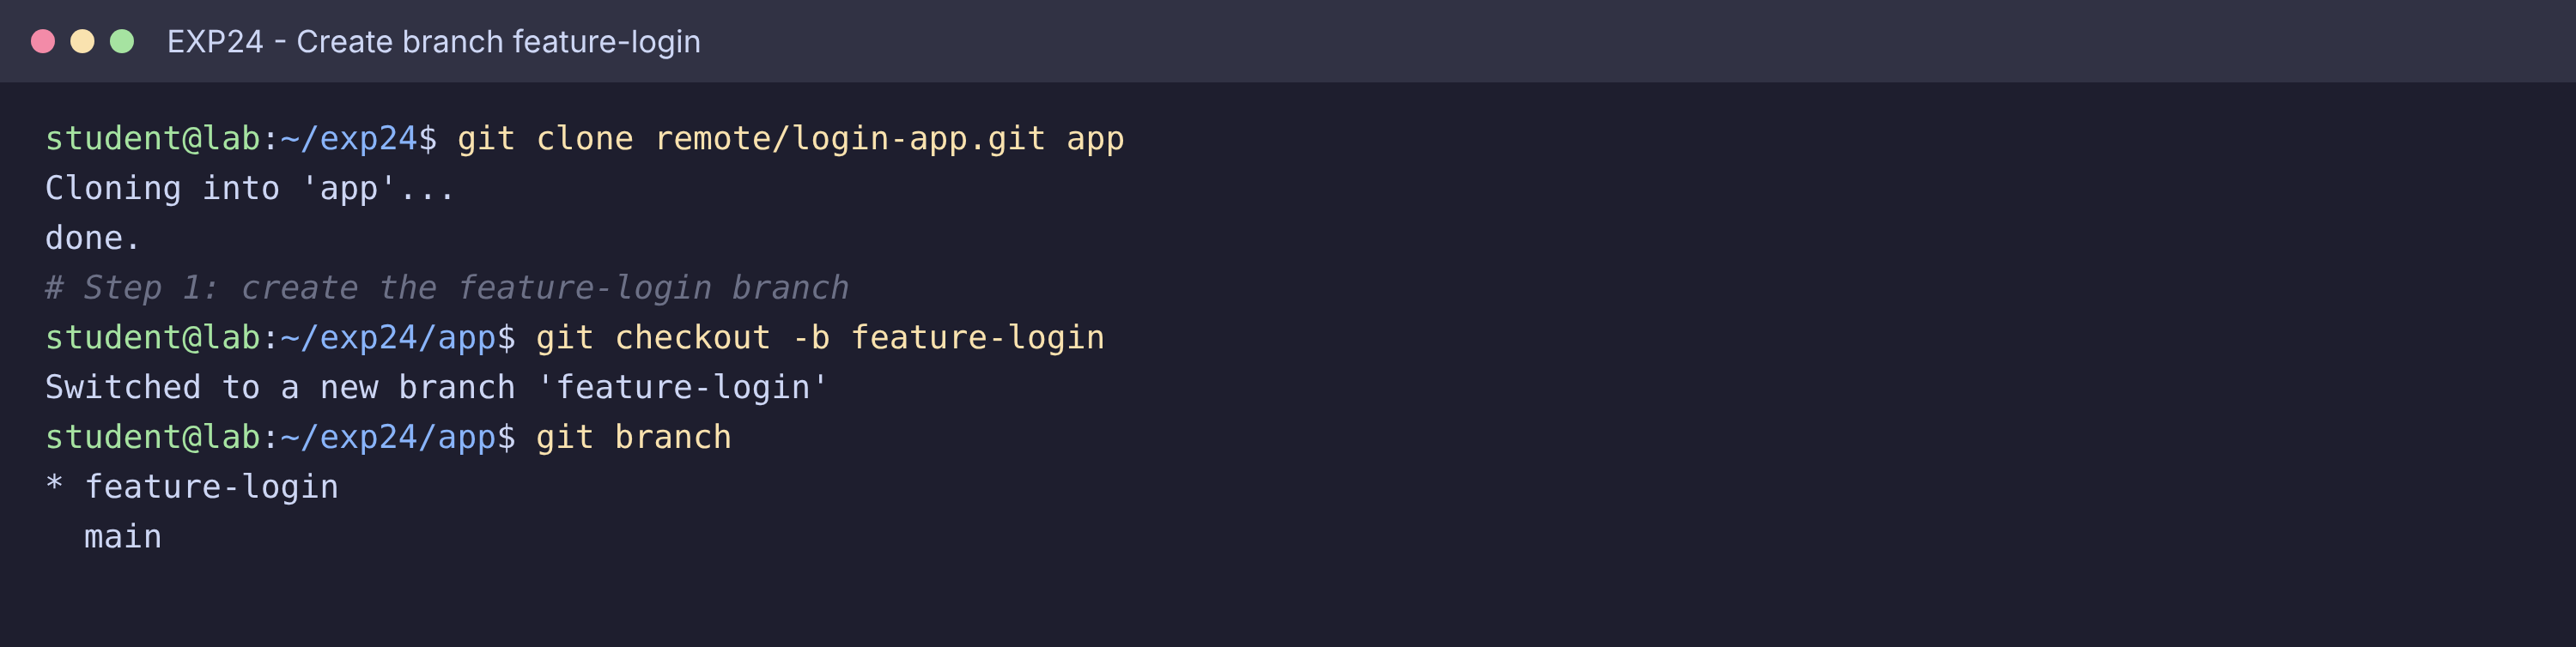 EXP24 - Create branch feature-login
student@lab:~/exp24$ git clone remote/login-app.git app
Cloning into 'app'...
done.
# Step 1: create the feature-login branch
student@lab:~/exp24/app$ git checkout -b feature-login
Switched to a new branch 'feature-login'
student@lab:~/exp24/app$ git branch
* feature-login
  main